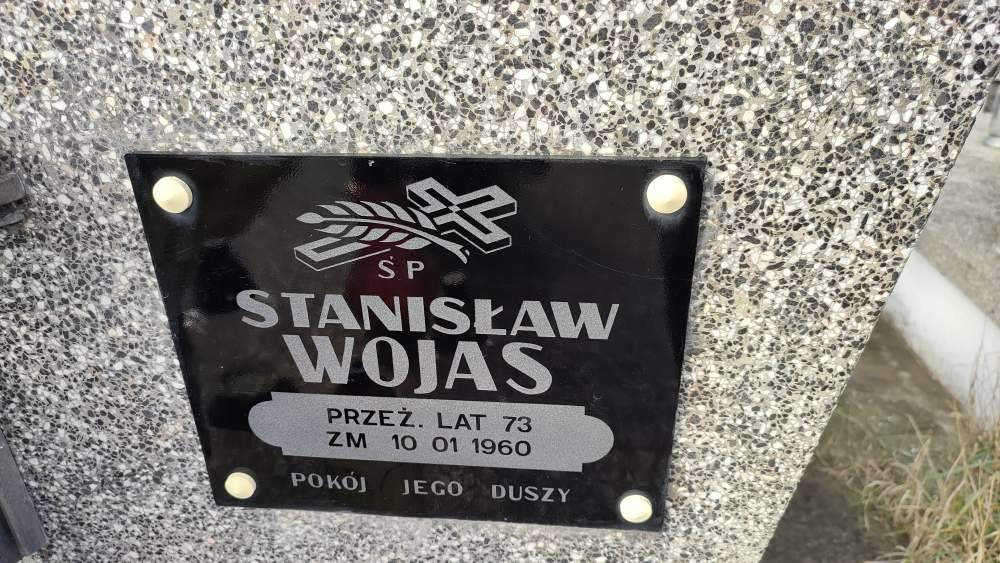 ŚP
STANISŁAW
WOJAS
PRZEŻ. LAT 73
ZM 10 01 1960
POKÓJ JEGO DUSZY